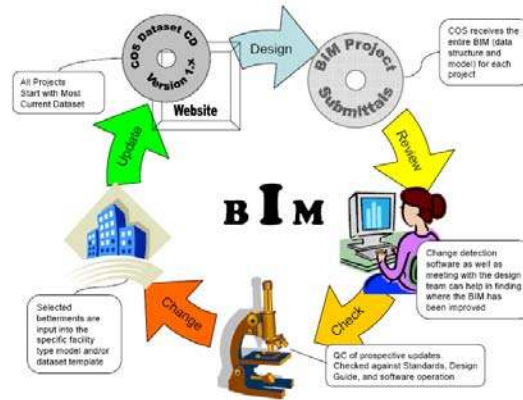 COS Dataset CD
Version 1.x
Website
Design
BIM Project
Submittals
COS receives the
entire BIM (data
structure and
model) for each
project
All Projects
Start with Most
Current Dataset
Update
Review
BIM
Change detection
software as well as
meeting with the design
team can help in finding
where the BIM has
been improved
Selected
betterments are
input into the
specific facility
type model and/or
dataset template
Change
Check
QC of prospective updates.
Checked against Standards, Design
Guide, and software operation